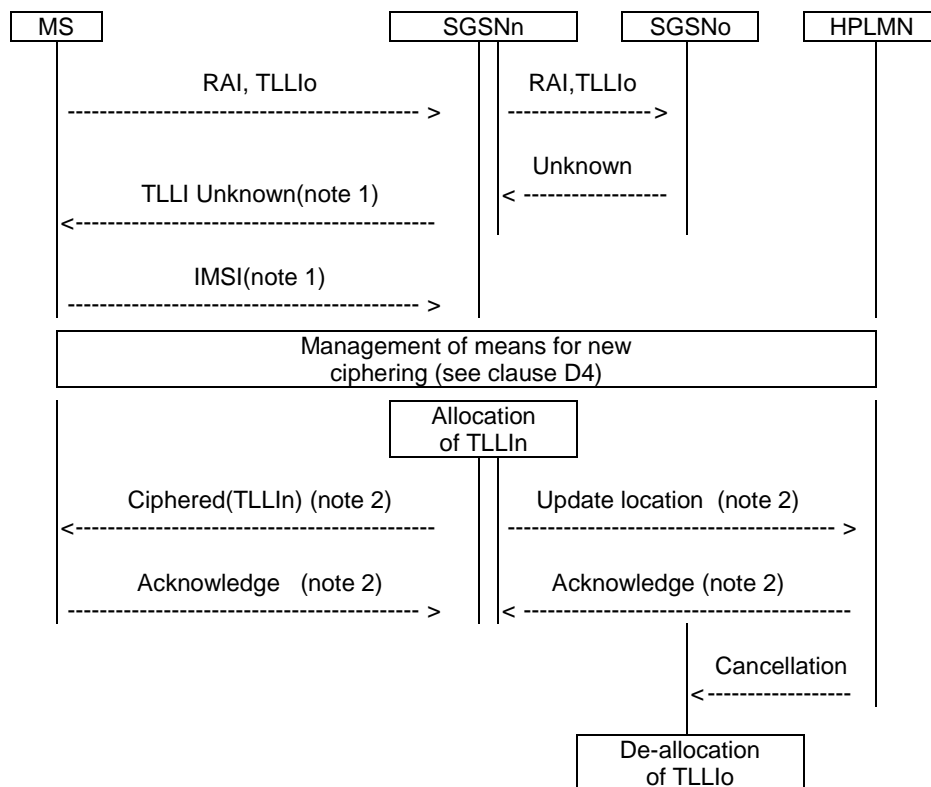 MS SGSNn SGSNo HPLMN
RAI, TLLIo RAI,TLLIo
Unknown
TLLI Unknown(note 1)
IMSI(note 1)
Management of means for new
ciphering (see clause D4)
Allocation
of TLLIn
Ciphered(TLLIn) (note 2) Update location (note 2)
Acknowledge (note 2) Acknowledge (note 2)
Cancellation
De-allocation
of TLLIo